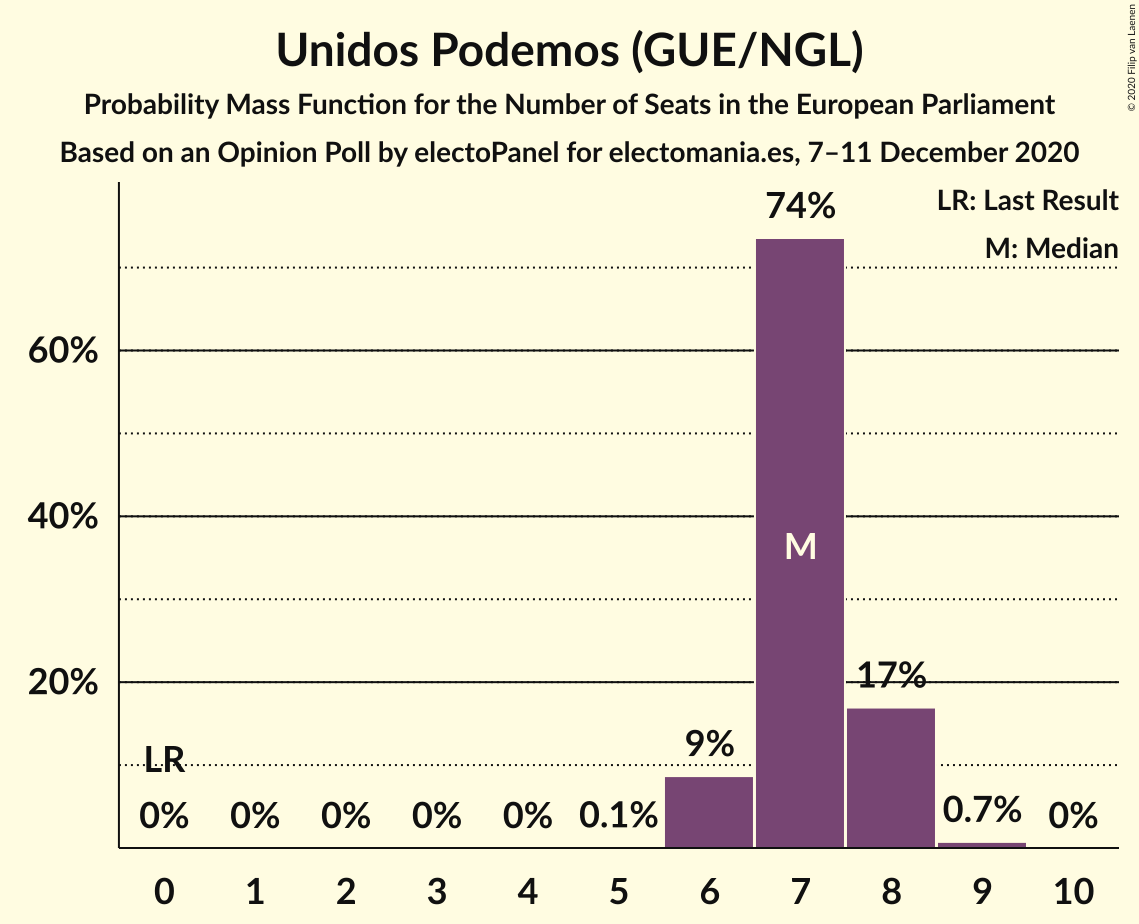 Unidos Podemos (GUE/NGL)
Probability Mass Function for the Number of Seats in the European Parliament
Based on an Opinion Poll by electoPanel for electomania.es, 7–11 December 2020
© 2020 Filip van Laenen
LR: Last Result
M: Median
74%
60%
40%
M
20%
17%
9%
LR
0% 0% 0% 0% 0% 0.1% 0.7% 0%
0 1 2 3 4 5 6 7 8 9 10